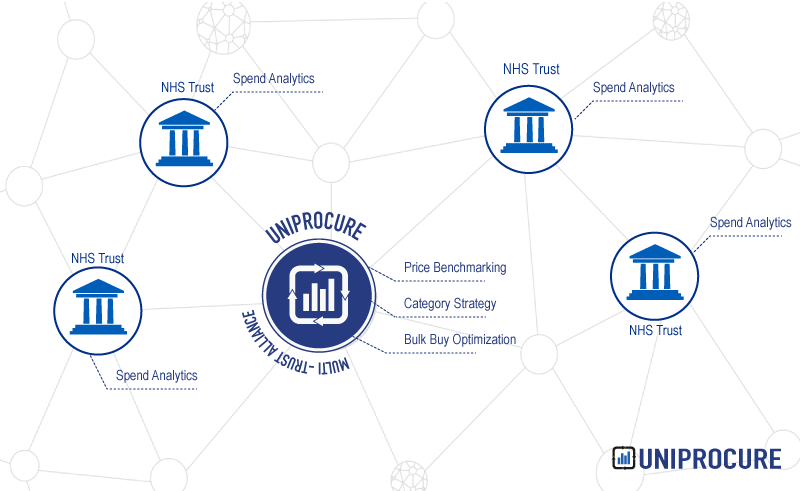 NHS Trust
Spend Analytics
NHS Trust
Spend Analytics
NHS Trust
Spend Analytics
UNIPROCURE
MULTI - TRUST ALLIANCE
Price Benchmarking
Category Strategy
Bulk Buy Optimization
Spend Analytics
NHS Trust
UNIPROCURE